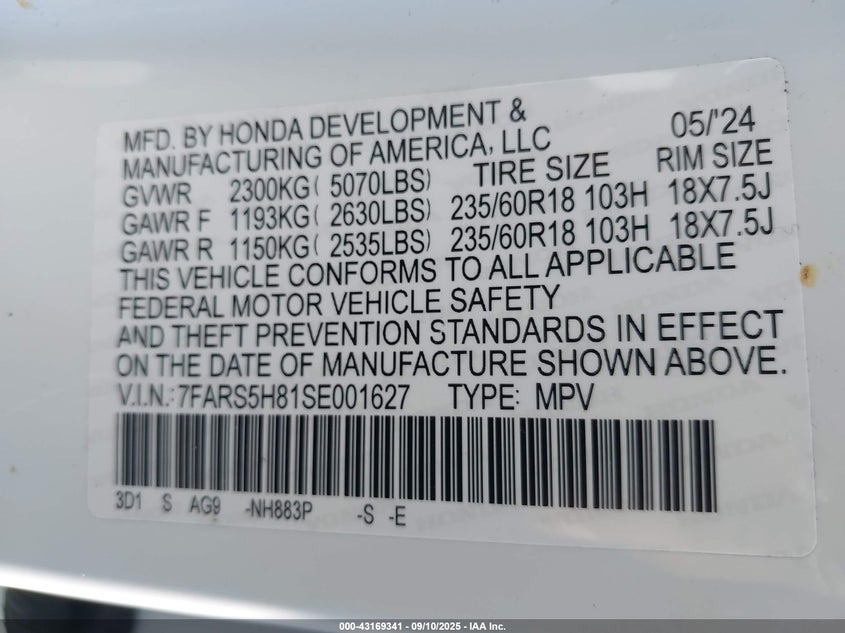 MFD. BY HONDA DEVELOPMENT & 05/'24
MANUFACTURING OF AMERICA, LLC
GVWR 2300KG( 5070LBS) TIRE SIZE RIM SIZE
GAWR F 1193KG( 2630LBS) 235/60R18 103H 18X7.5J
GAWR R 1150KG( 2535LBS) 235/60R18 103H 18X7.5J
THIS VEHICLE CONFORMS TO ALL APPLICABLE
FEDERAL MOTOR VEHICLE SAFETY
AND THEFT PREVENTION STANDARDS IN EFFECT
ON THE DATE OF MANUFACTURE SHOWN ABOVE.
V.I.N.: 7FARS5H81SE001627 TYPE: MPV
3D1 S AG9 -NH883P -S -E
000-43169341 - 09/10/2025 - IAA Inc.